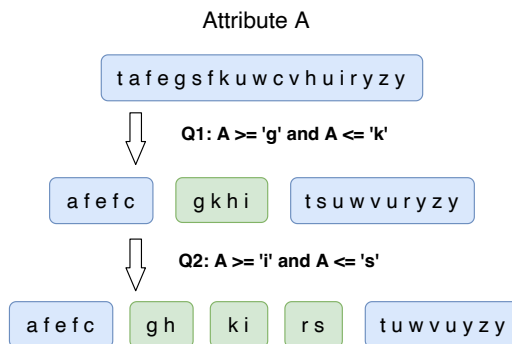 Attribute A
t a f e g s f k u w c v h u i r y z y
Q1: A >= 'g' and A <= 'k'
a f e f c g k h i t s u w v u r y z y
Q2: A >= 'i' and A <= 's'
a f e f c g h k i r s t u w v u y z y